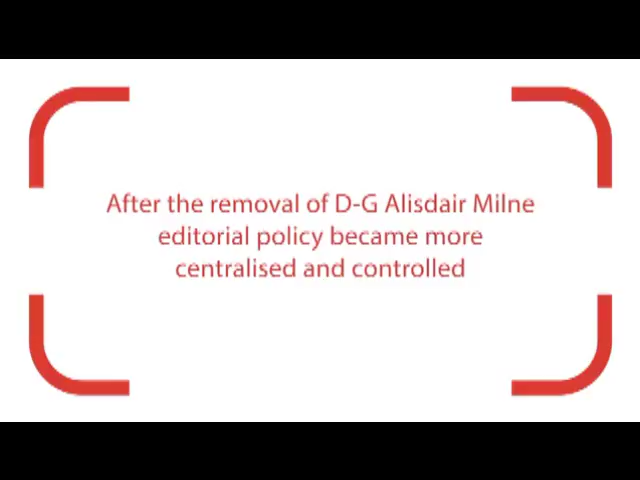 After the removal of D-G Alisdair Milne
editorial policy became more
centralised and controlled